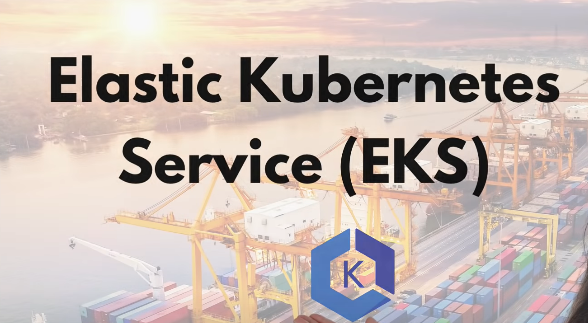 Elastic Kubernetes
Service (EKS)
K